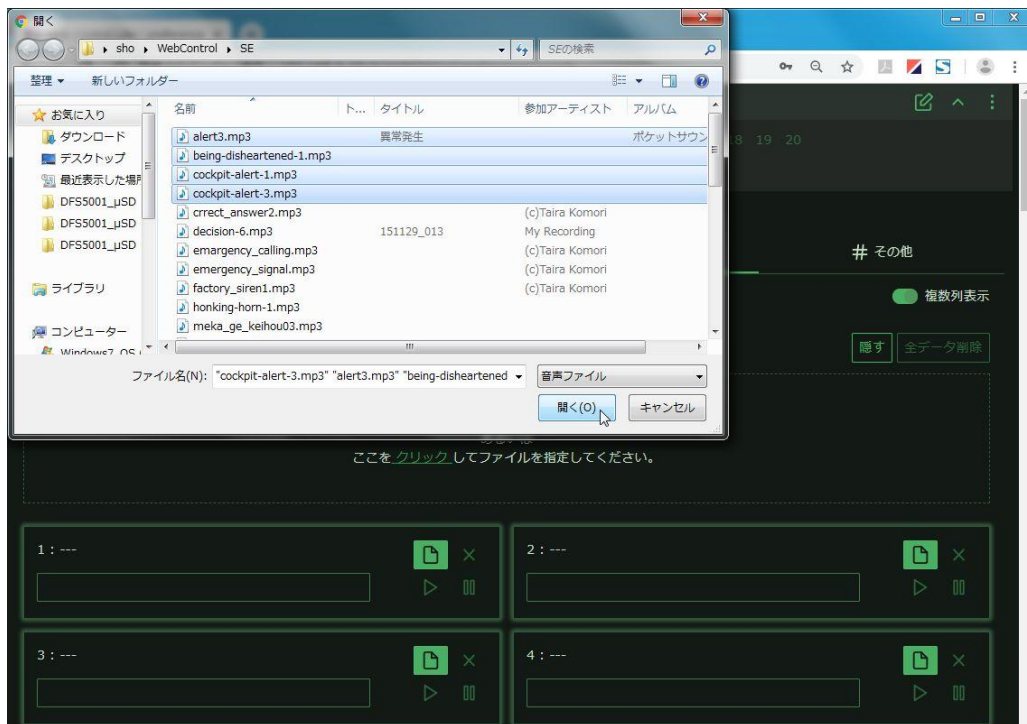 開く
sho ▸ WebControl ▸ SE
SEの検索
整理 新しいフォルダー
お気に入り
ダウンロード
デスクトップ
最近表示した場所
DFS5001_μSD
DFS5001_μSD
DFS5001_μSD
ライブラリ
コンピューター
Windows7_OS
名前 ト... タイトル 参加アーティスト アルバム
alert3.mp3 異常発生 ポケットサウン
being-disheartened-1.mp3
cockpit-alert-1.mp3
cockpit-alert-3.mp3
crrect_answer2.mp3 (c)Taira Komori
decision-6.mp3 151129_013 My Recording
emargency_calling.mp3 (c)Taira Komori
emergency_signal.mp3 (c)Taira Komori
factory_siren1.mp3 (c)Taira Komori
honking-horn-1.mp3
meka_ge_keihou03.mp3
ファイル名(N): "cockpit-alert-3.mp3" "alert3.mp3" "being-disheartened
音声ファイル
開く(O) キャンセル
18 19 20
# その他
複数列表示
隠す 全データ削除
ここを クリック してファイルを指定してください。
1 : ---
2 : ---
3 : ---
4 : ---